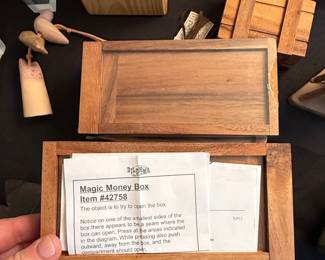 Magic Money Box
Item #42758
The object is to try to open the box.
Notice on one of the smallest sides of the
box there appears to be a seam where the
box can open. Press at the areas indicated
in the diagram. While pressing also push
outward, away from the box, and the
compartment should open.